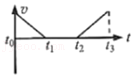 v
t₀ t₁ t₂ t₃ t